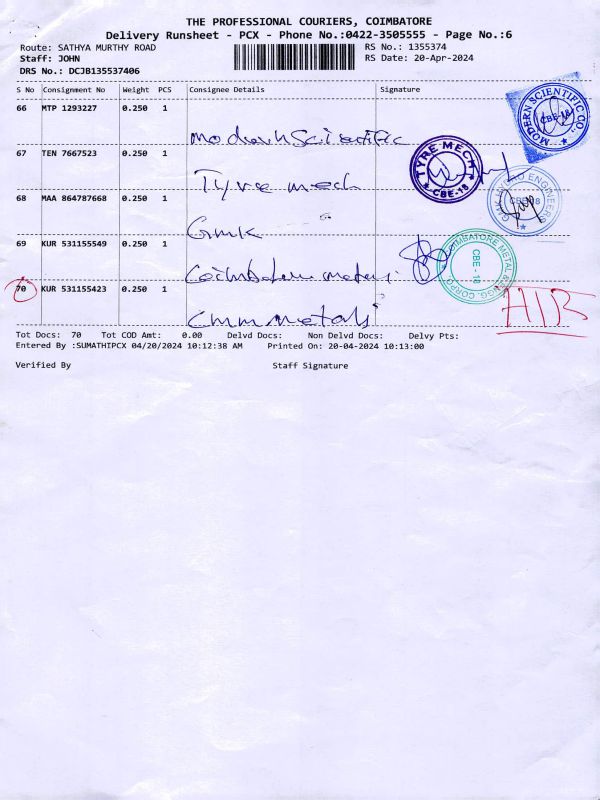 THE PROFESSIONAL COURIERS, COIMBATORE
Delivery Runsheet - PCX - Phone No.:0422-3505555 - Page No.:6
Route: SATHYA MURTHY ROAD RS No.: 1355374
Staff: JOHN RS Date: 20-Apr-2024
DRS No.: DCJB135537406
S No Consignment No Weight PCS Consignee Details Signature
66 MTP 1293227 0.250 1
Modern Scientific
MODERN SCIENTIFIC CO. CBE-18
67 TEN 7667523 0.250 1
Tyre mech
TYRE MECH CBE-18
68 MAA 864787668 0.250 1
Gmk
HYDRO ENGINEERS CBE-18
69 KUR 531155549 0.250 1
Coimbatore metal
COIMBATORE METAL & ENGG. CORPO CBE - 18
70 KUR 531155423 0.250 1
Cmm metals
Tot Docs: 70 Tot COD Amt: 0.00 Delvd Docs: Non Delvd Docs: Delvy Pts:
Entered By :SUMATHIPCX 04/20/2024 10:12:38 AM Printed On: 20-04-2024 10:13:00
Verified By Staff Signature